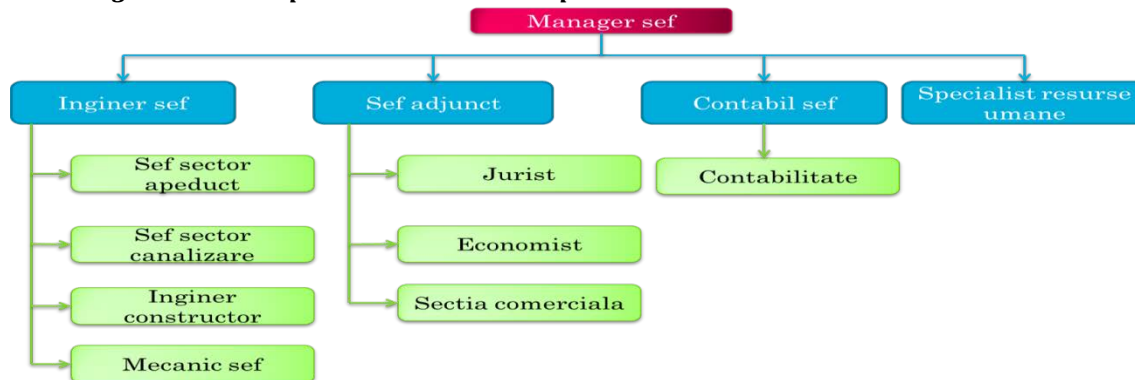 Manager sef
Inginer sef
Sef adjunct
Contabil sef
Specialist resurse
umane
Sef sector
apeduct
Jurist
Contabilitate
Sef sector
canalizare
Economist
Inginer
constructor
Sectia comerciala
Mecanic sef